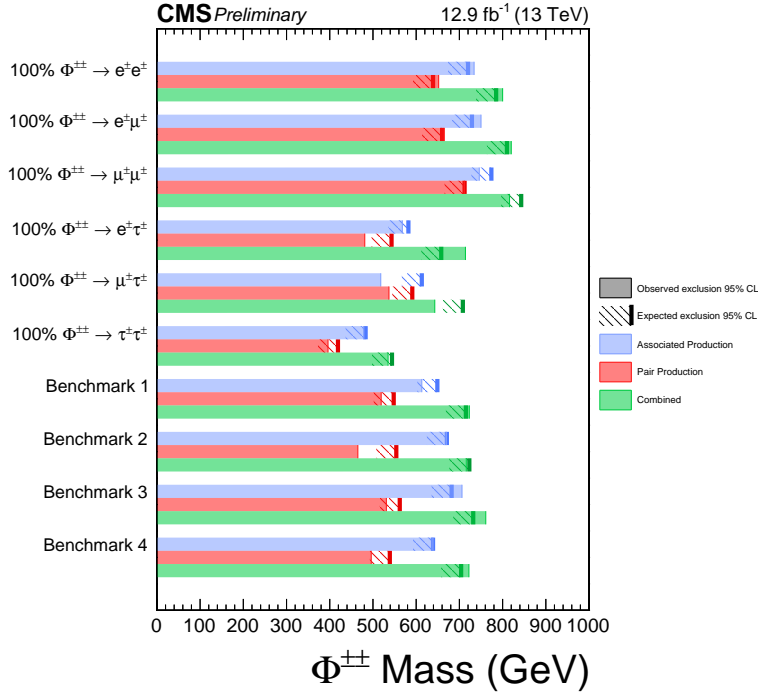 CMS Preliminary 12.9 fb⁻¹ (13 TeV)
100% Φ±± → e±e±
100% Φ±± → e±μ±
100% Φ±± → μ±μ±
100% Φ±± → e±τ±
100% Φ±± → μ±τ±
100% Φ±± → τ±τ±
Benchmark 1
Benchmark 2
Benchmark 3
Benchmark 4
Observed exclusion 95% CL
Expected exclusion 95% CL
Associated Production
Pair Production
Combined
0 100 200 300 400 500 600 700 800 900 1000
Φ±± Mass (GeV)